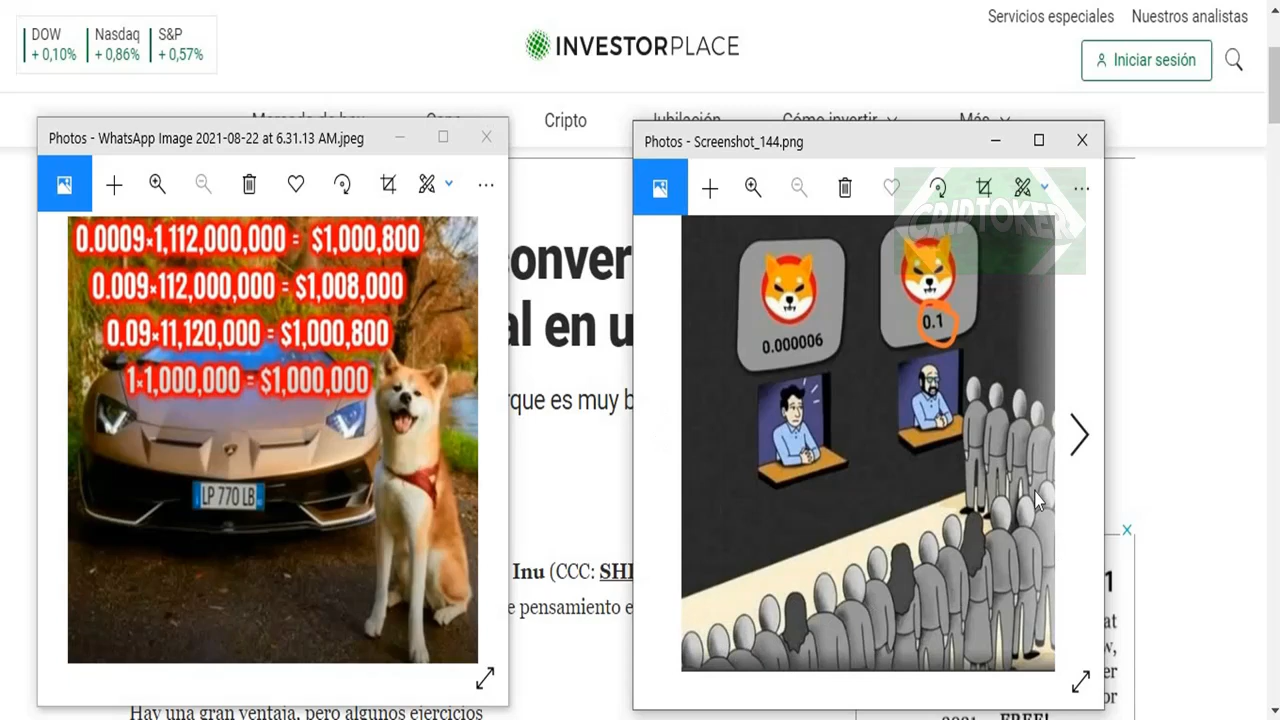 DOW
+ 0,10%
Nasdaq
+ 0,86%
S&P
+ 0,57%
INVESTORPLACE
Servicios especiales
Nuestros analistas
Iniciar sesión
Cripto
Jubilación
Cómo invertir
Más
Photos - WhatsApp Image 2021-08-22 at 6.31.13 AM.jpeg
0.0009×1,112,000,000 = $1,000,800
0.009×112,000,000 = $1,008,000
0.09×11,120,000 = $1,000,800
1×1,000,000 = $1,000,000
LP 770 LB
Photos - Screenshot_144.png
CRIPTOKER
0.000006
0.1
conver
al en u
rque es muy b
Inu (CCC: SHI
e pensamiento e
Hay una gran ventaja, pero algunos ejercicios